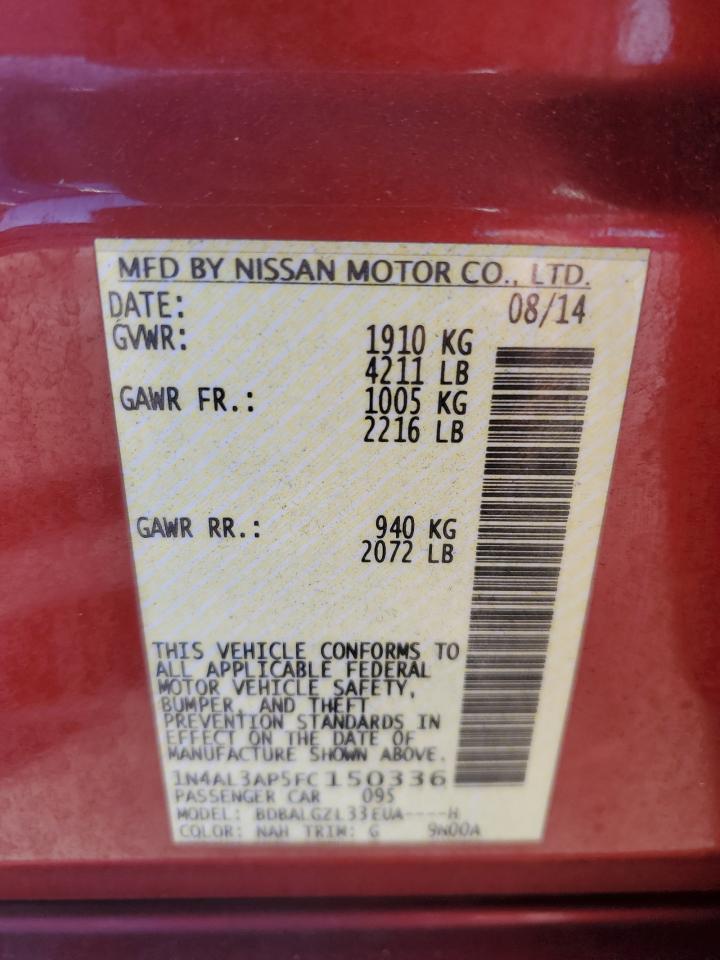 MFD BY NISSAN MOTOR CO., LTD.
DATE: 08/14
GVWR: 1910 KG
4211 LB
GAWR FR.: 1005 KG
2216 LB
GAWR RR.: 940 KG
2072 LB
THIS VEHICLE CONFORMS TO
ALL APPLICABLE FEDERAL
MOTOR VEHICLE SAFETY,
BUMPER, AND THEFT
PREVENTION STANDARDS IN
EFFECT ON THE DATE OF
MANUFACTURE SHOWN ABOVE.
1N4AL3AP5FC150336
PASSENGER CAR 095
MODEL: BDBALGZL33EUA----H
COLOR: NAH TRIM: G 9N00A